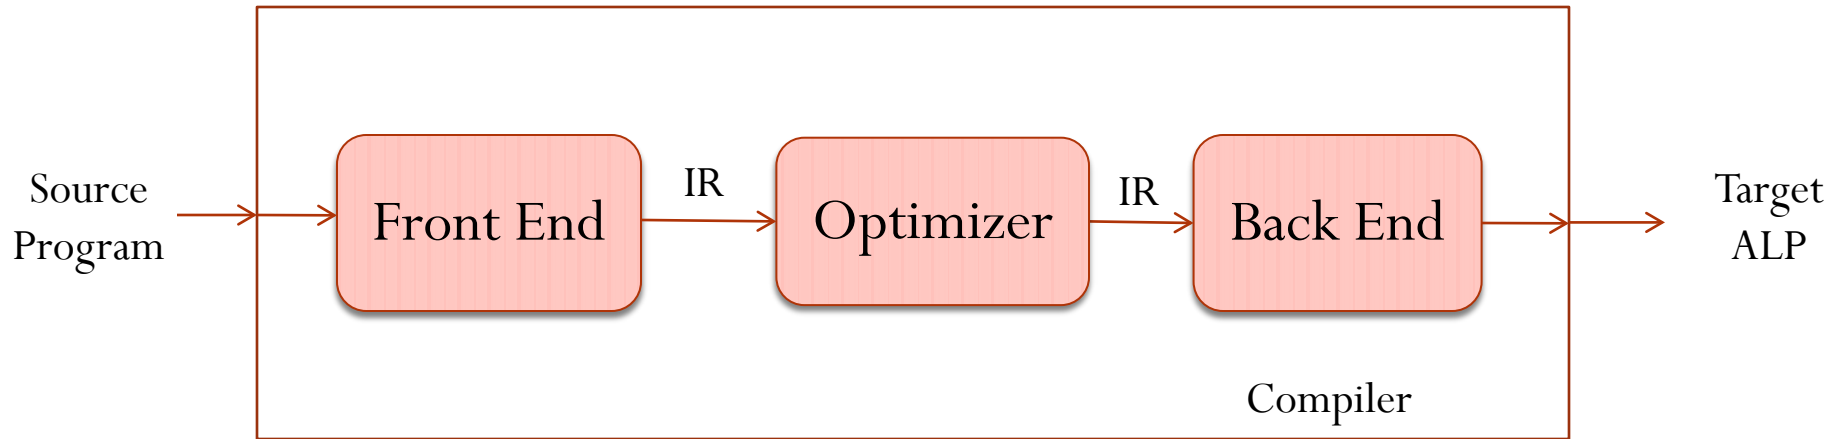 Source
Program
Front End
IR
Optimizer
IR
Back End
Target
ALP
Compiler